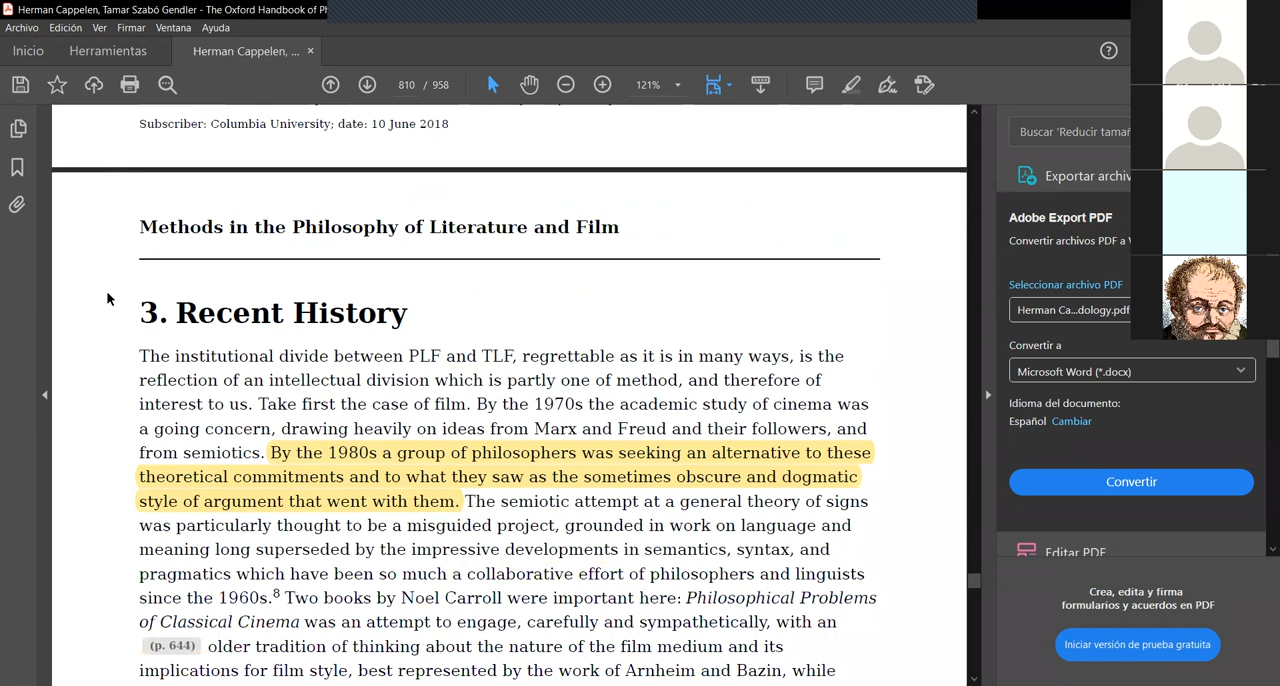 Herman Cappelen, Tamar Szabó Gendler - The Oxford Handbook of Ph
Archivo Edición Ver Firmar Ventana Ayuda
Inicio Herramientas Herman Cappelen, ... ×
810 / 958 121%
Subscriber: Columbia University; date: 10 June 2018
Methods in the Philosophy of Literature and Film
3. Recent History
The institutional divide between PLF and TLF, regrettable as it is in many ways, is the
reflection of an intellectual division which is partly one of method, and therefore of
interest to us. Take first the case of film. By the 1970s the academic study of cinema was
a going concern, drawing heavily on ideas from Marx and Freud and their followers, and
from semiotics. By the 1980s a group of philosophers was seeking an alternative to these
theoretical commitments and to what they saw as the sometimes obscure and dogmatic
style of argument that went with them. The semiotic attempt at a general theory of signs
was particularly thought to be a misguided project, grounded in work on language and
meaning long superseded by the impressive developments in semantics, syntax, and
pragmatics which have been so much a collaborative effort of philosophers and linguists
since the 1960s.8 Two books by Noel Carroll were important here: Philosophical Problems
of Classical Cinema was an attempt to engage, carefully and sympathetically, with an
(p. 644) older tradition of thinking about the nature of the film medium and its
implications for film style, best represented by the work of Arnheim and Bazin, while
Buscar 'Reducir tamañ
Exportar archiv
Adobe Export PDF
Convertir archivos PDF a
Seleccionar archivo PDF
Herman Ca...dology.pdf
Convertir a
Microsoft Word (*.docx)
Idioma del documento:
Español Cambiar
Convertir
Editar PDF
Crea, edita y firma
formularios y acuerdos en PDF
Iniciar versión de prueba gratuita